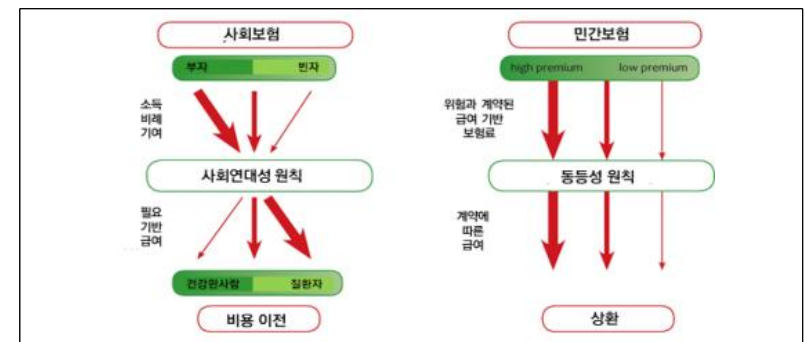 사회보험
부자 빈자
소득
비례
기여
사회연대성 원칙
필요
기반
급여
건강한사람 질환자
비용 이전
민간보험
high premium low premium
위험과 계약된
급여 기반
보험료
동등성 원칙
계약에
따른
급여
상환